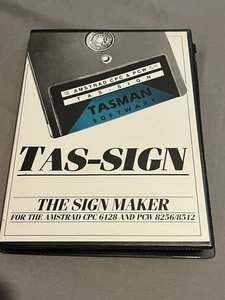 AMSTRAD CPC & PCW
TAS-SIGN
TASMAN
SOFTWARE
TAS-SIGN
THE SIGN MAKER
FOR THE AMSTRAD CPC 6128 AND PCW 8256/8512